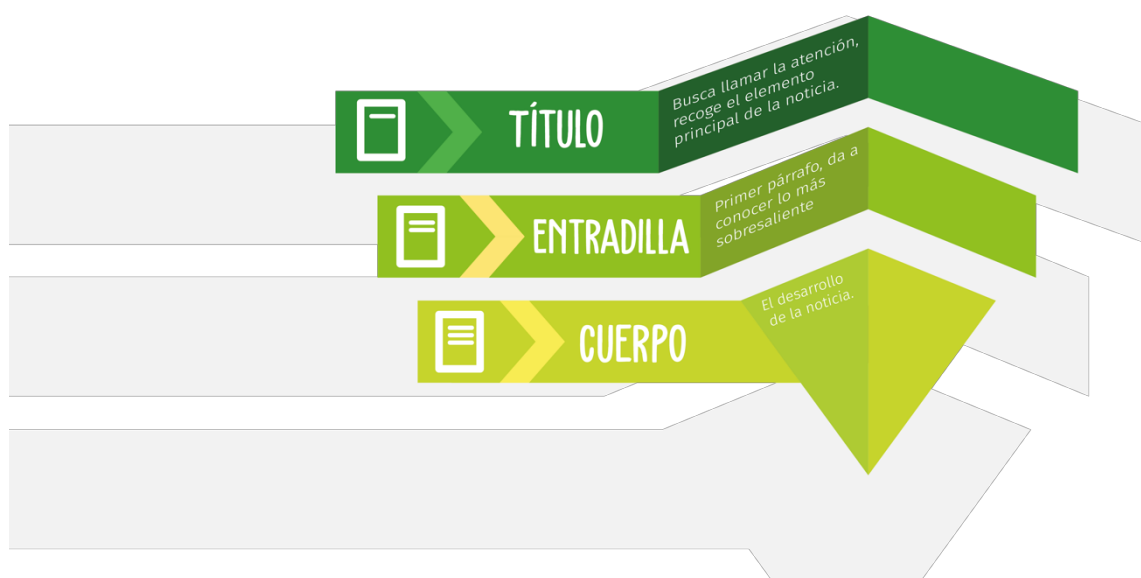 TÍTULO
Busca llamar la atención,
recoge el elemento
principal de la noticia.
ENTRADILLA
Primer párrafo, da a
conocer lo más
sobresaliente
CUERPO
El desarrollo
de la noticia.